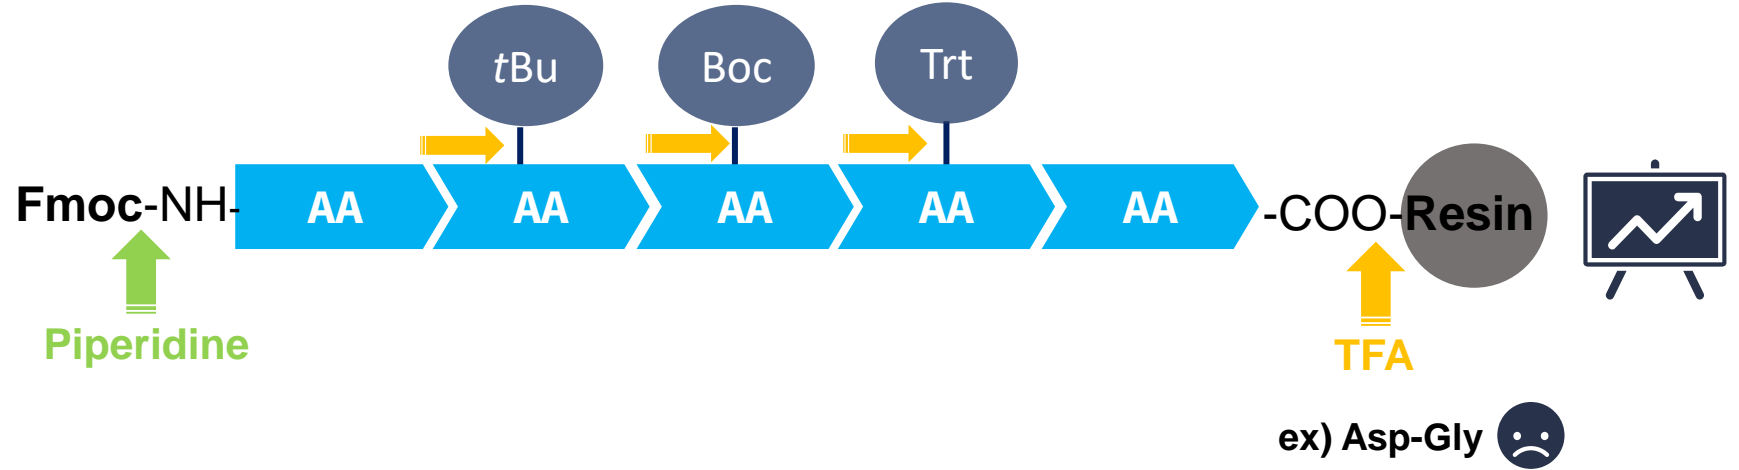 tBu Boc Trt
Fmoc-NH- AA AA AA AA AA -COO-Resin
Piperidine
TFA
ex) Asp-Gly